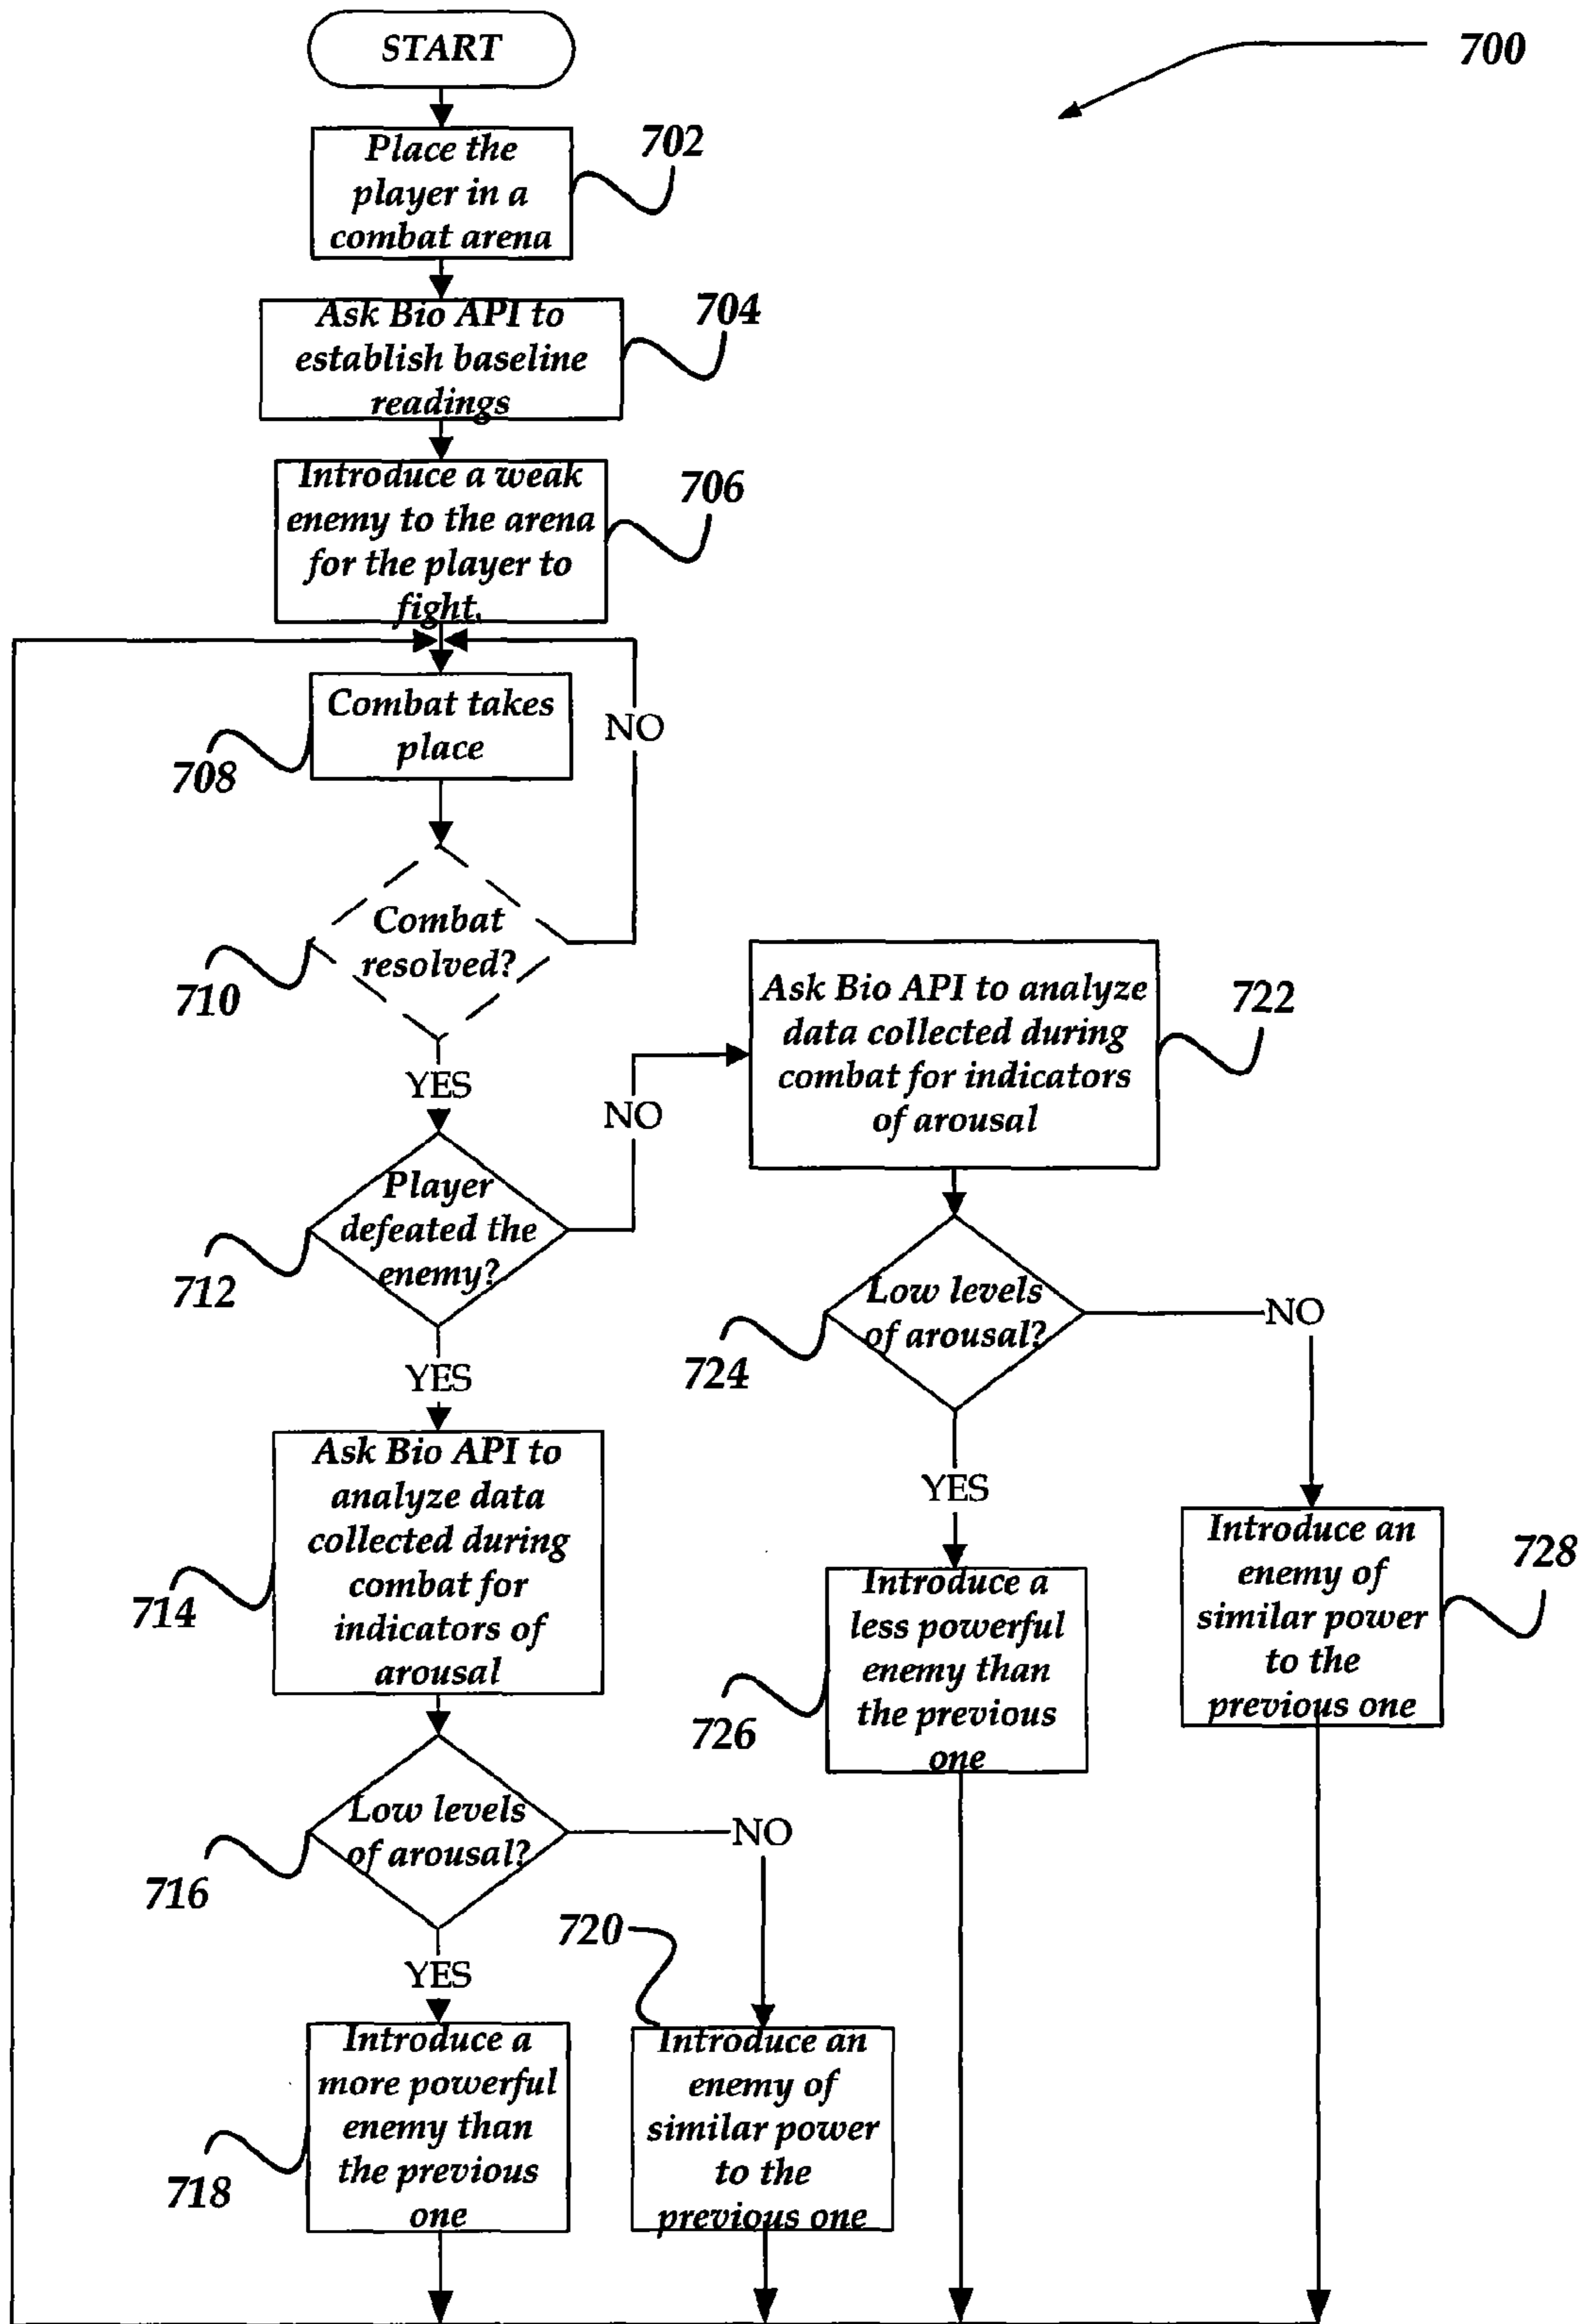 START
700
Place the
player in a
combat arena
702
Ask Bio API to
establish baseline
readings
704
Introduce a weak
enemy to the arena
for the player to
fight.
706
Combat takes
place
708
NO
Combat
resolved?
710
YES
Player
defeated the
enemy?
712
NO
YES
Ask Bio API to
analyze data
collected during
combat for
indicators of
arousal
714
Low levels
of arousal?
716
NO
YES
Introduce a
more powerful
enemy than
the previous
one
718
Introduce an
enemy of
similar power
to the
previous one
720
Ask Bio API to analyze
data collected during
combat for indicators
of arousal
722
Low levels
of arousal?
724
NO
YES
Introduce a
less powerful
enemy than
the previous
one
726
Introduce an
enemy of
similar power
to the
previous one
728